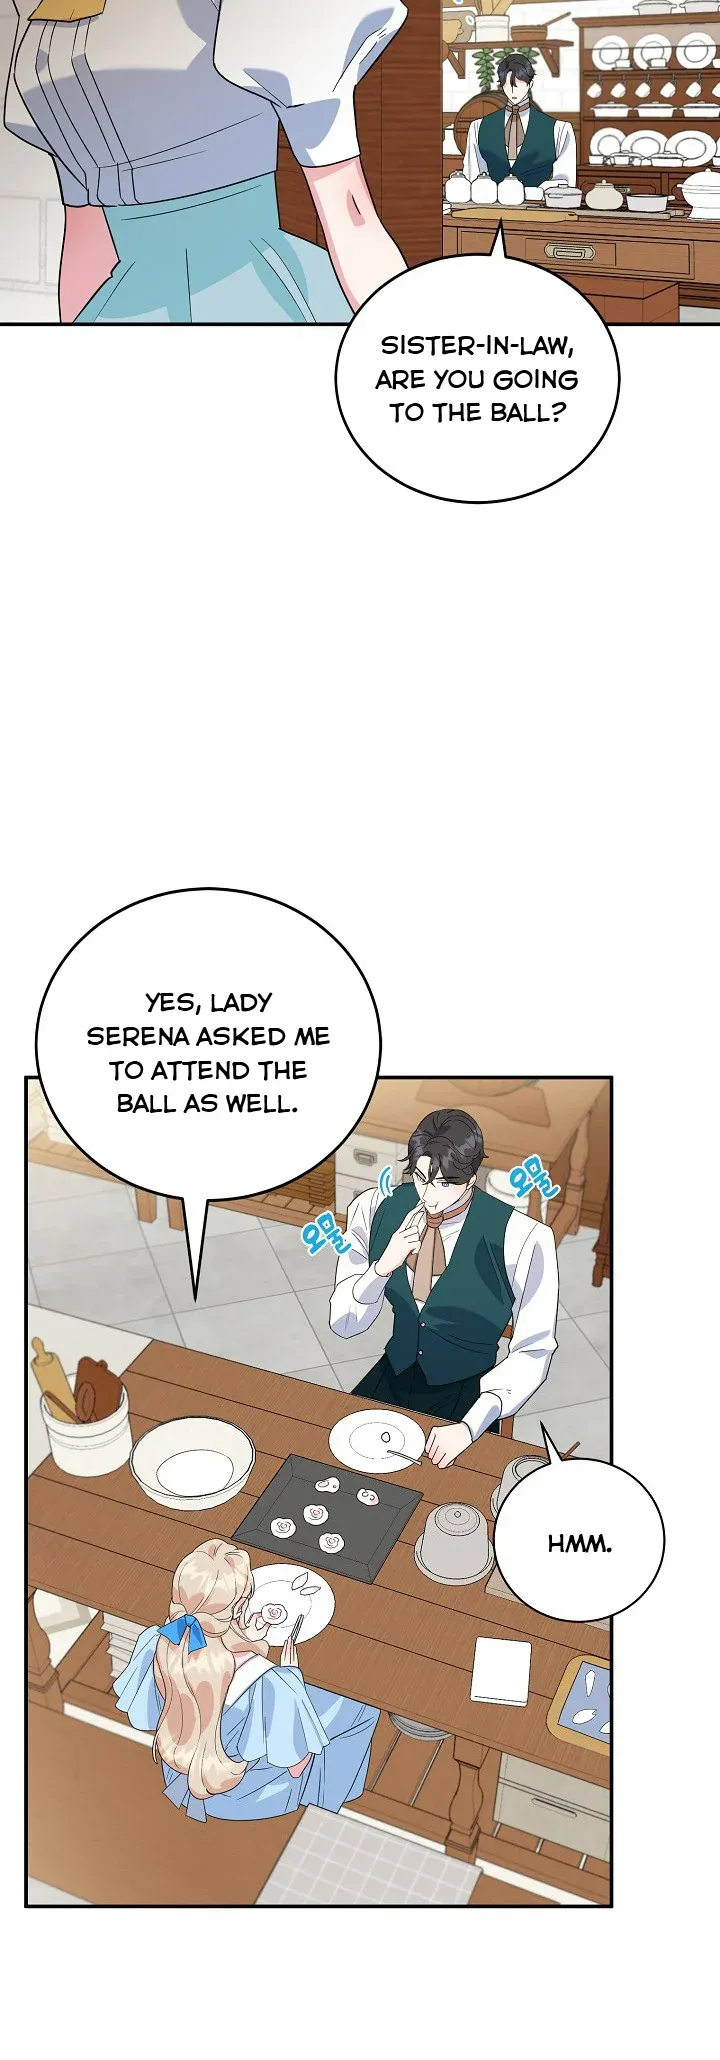 SISTER-IN-LAW,
ARE YOU GOING
TO THE BALL?
YES, LADY
SERENA ASKED ME
TO ATTEND THE
BALL AS WELL.
오물
오물
HMM.